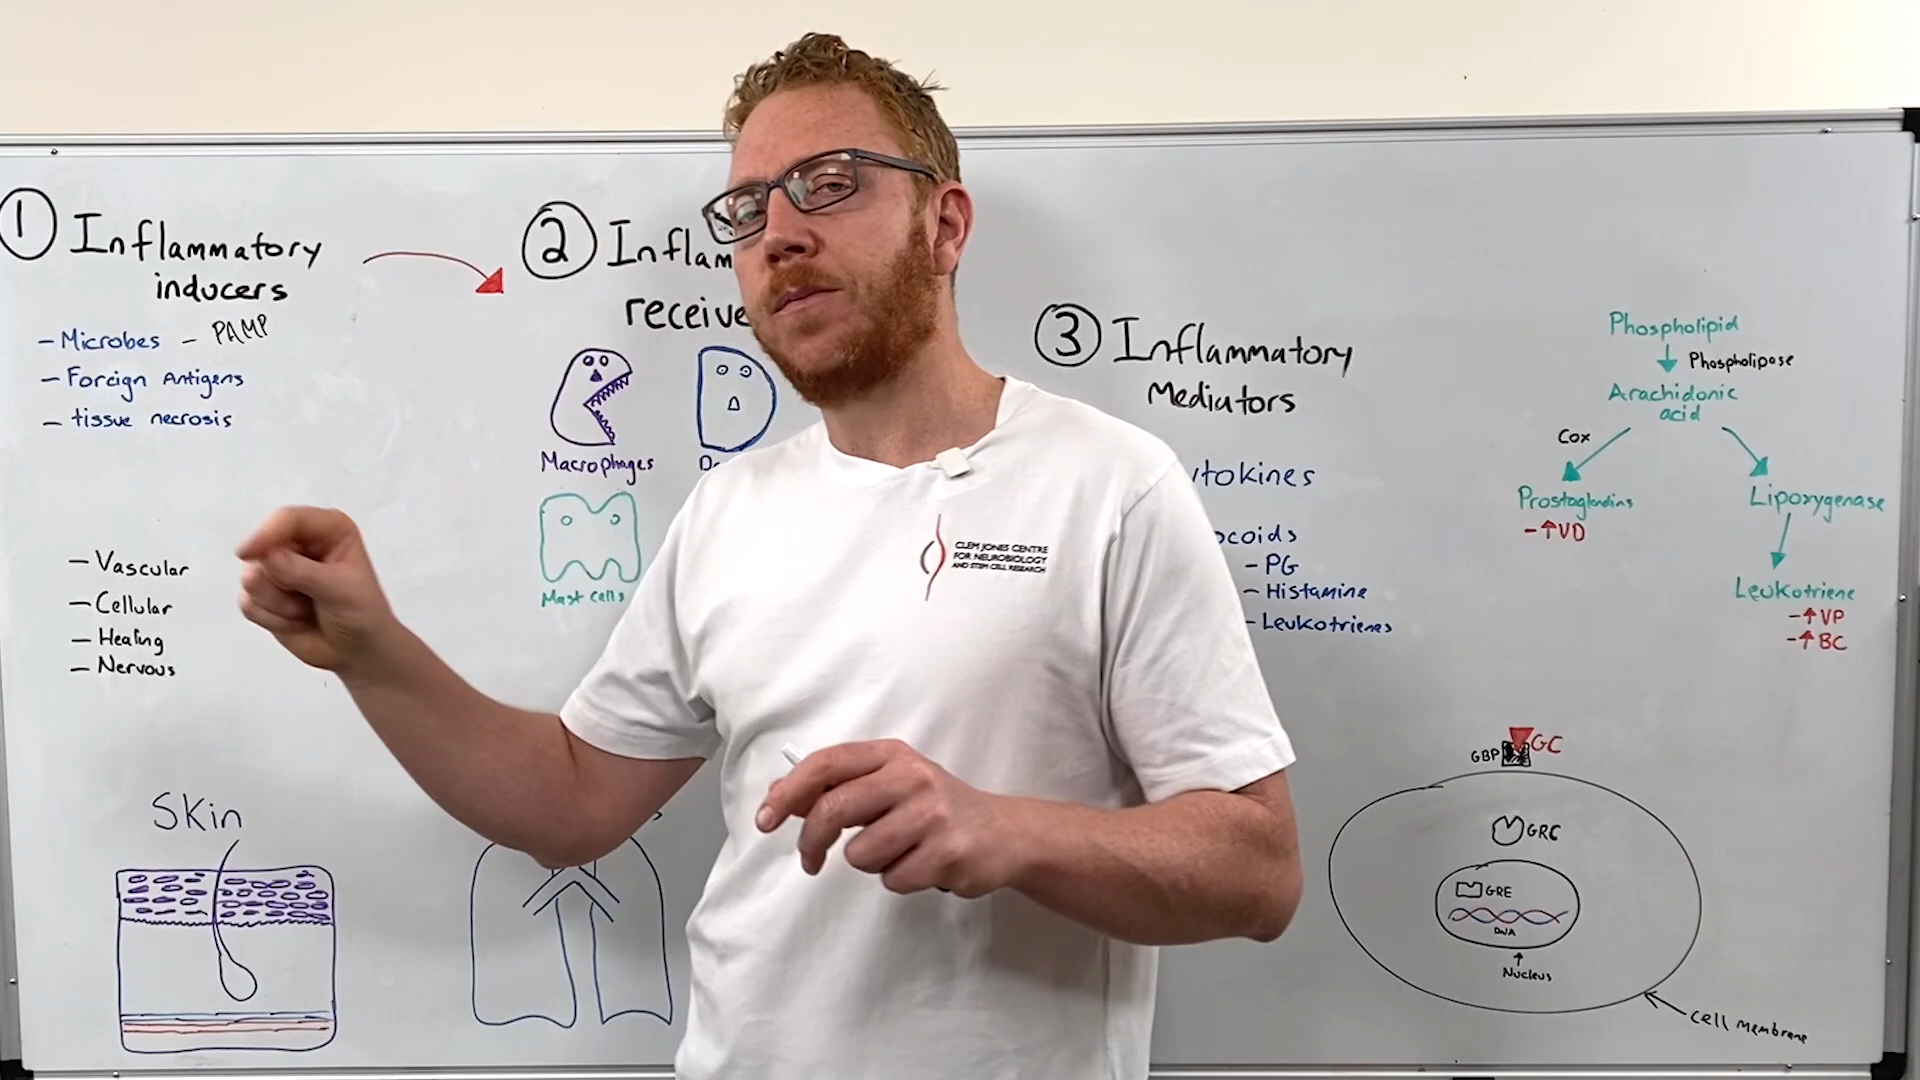 1 Inflammatory
inducers
- Microbes - PAMP
- Foreign Antigens
- tissue necrosis
- Vascular
- Cellular
- Healing
- Nervous
Skin
2 Inflam
receive
Macrophages
Mast cells
CLEM JONES CENTRE
FOR NEUROBIOLOGY
AND STEM CELL RESEARCH
3 Inflammatory
Mediators
ytokines
ocoids
- PG
- Histamine
- Leukotrienes
Phospholipid
Phospholipase
Arachidonic
acid
Cox
Prostaglandins
- ↑VD
Lipoxygenase
Leukotriene
- ↑VP
- ↑BC
GC
GBP
GRC
GRE
DNA
Nucleus
cell membrane